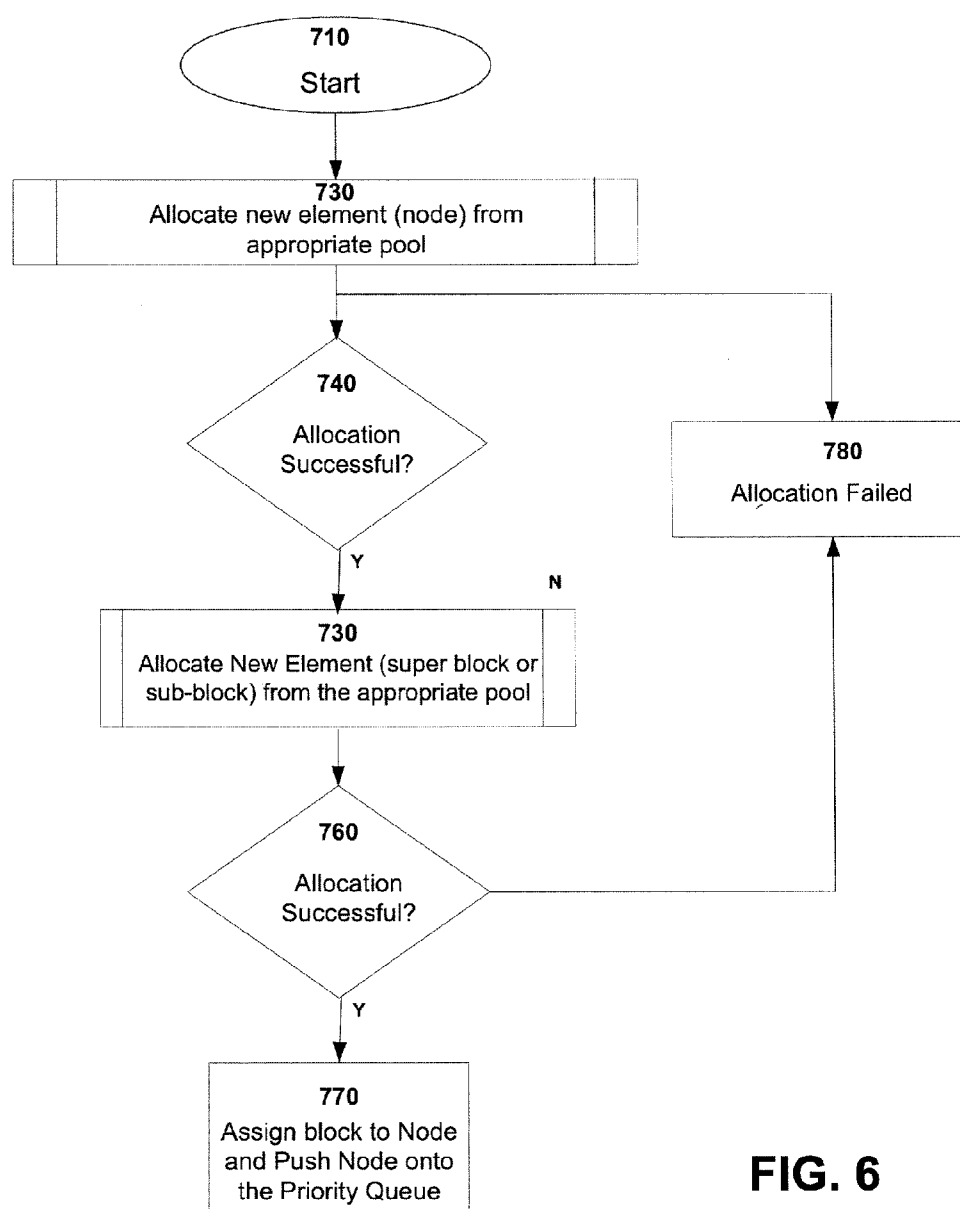 710
Start
730
Allocate new element (node) from
appropriate pool
740
Allocation
Successful?
780
Allocation Failed
Y
N
730
Allocate New Element (super block or
sub-block) from the appropriate pool
760
Allocation
Successful?
Y
770
Assign block to Node
and Push Node onto
the Priority Queue
FIG. 6